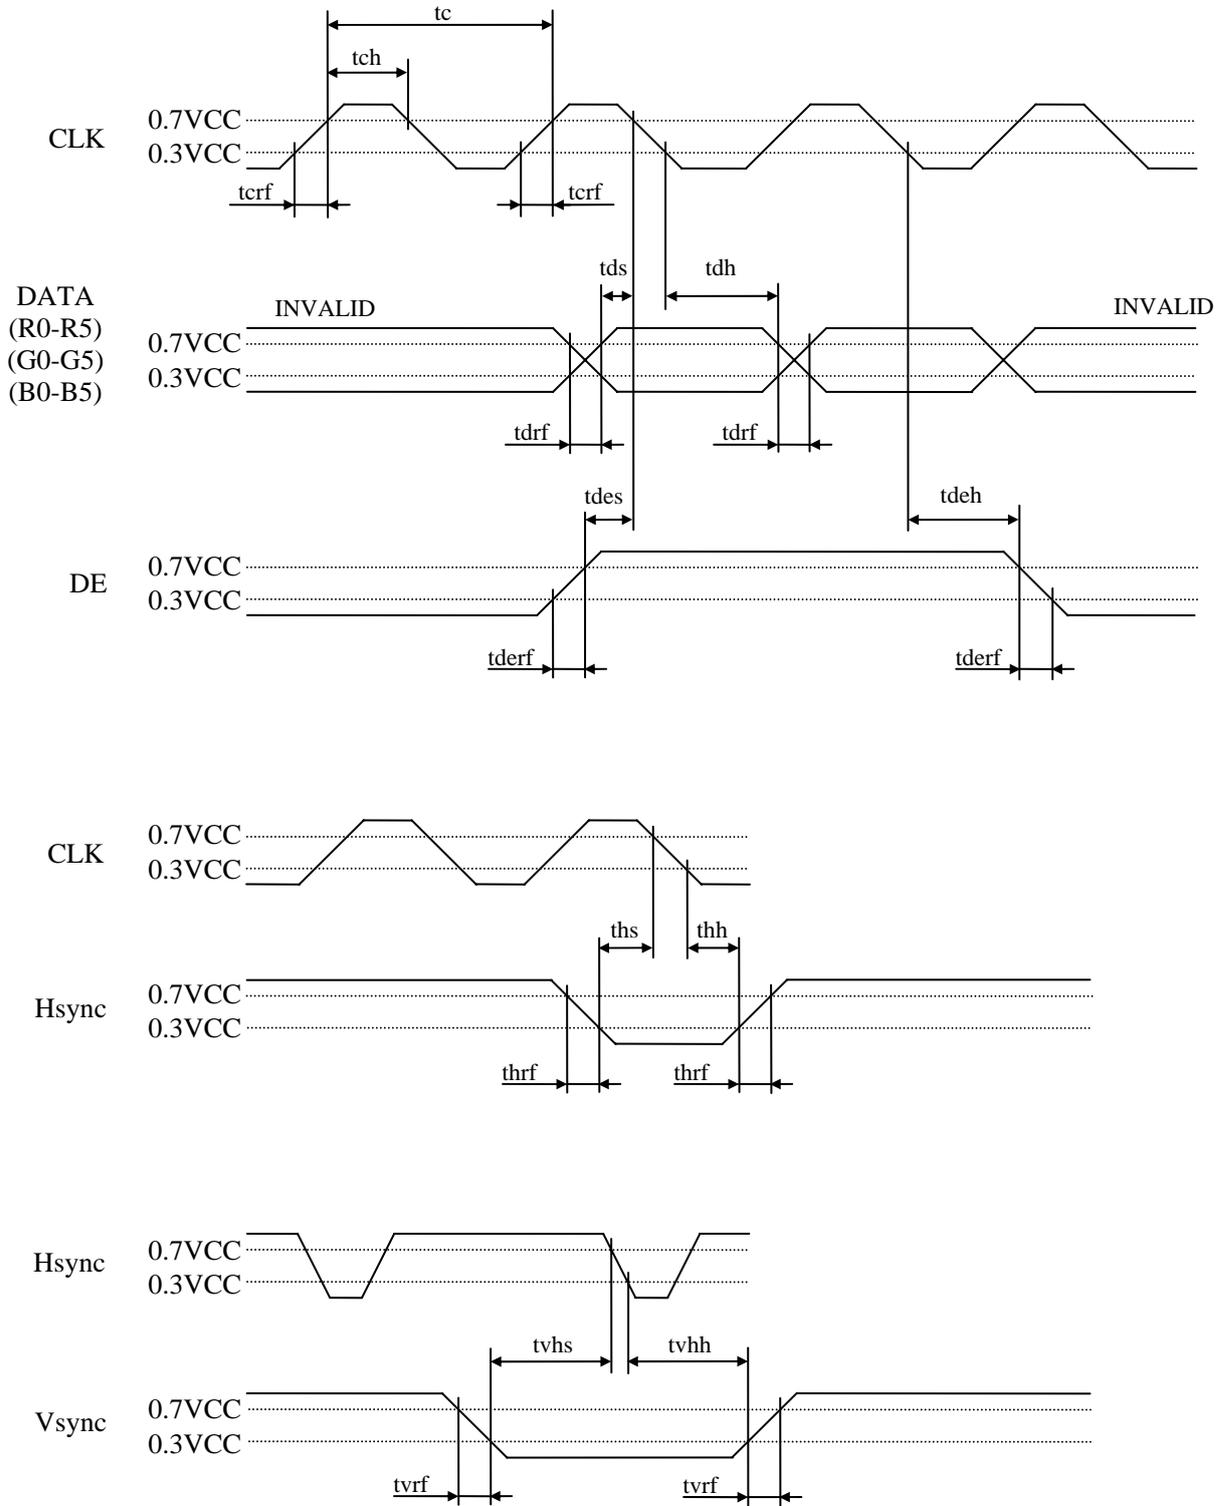 tc
tch
CLK
0.7VCC
0.3VCC
tcrf
tcrf
tds
tdh
DATA
(R0-R5)
(G0-G5)
(B0-B5)
INVALID
INVALID
0.7VCC
0.3VCC
tdrf
tdrf
tdes
tdeh
DE
0.7VCC
0.3VCC
tderf
tderf
CLK
0.7VCC
0.3VCC
ths
thh
Hsync
0.7VCC
0.3VCC
thrf
thrf
Hsync
0.7VCC
0.3VCC
tvhs
tvhh
Vsync
0.7VCC
0.3VCC
tvrf
tvrf